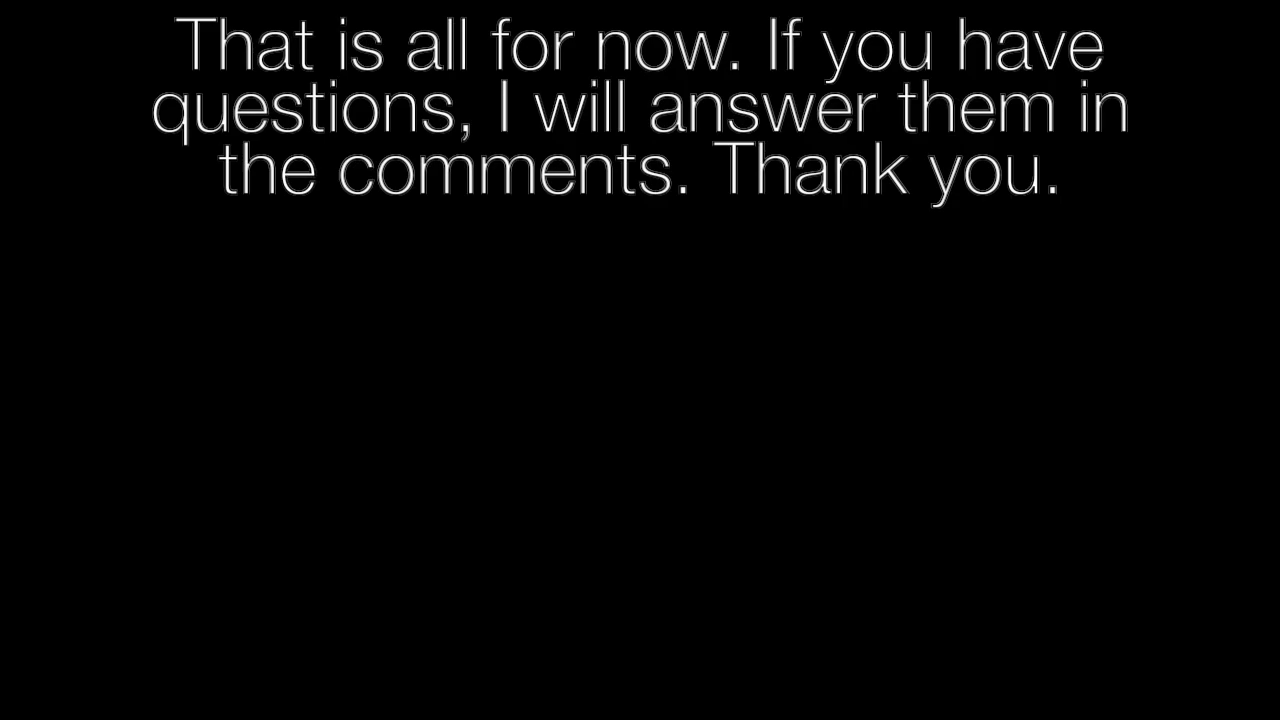 That is all for now. If you have
questions, I will answer them in
the comments. Thank you.